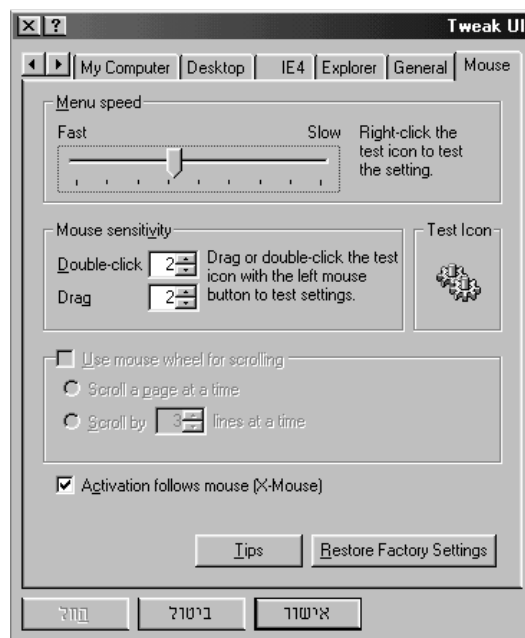 Tweak UI
My Computer Desktop IE4 Explorer General Mouse
Menu speed
Fast Slow
Right-click the
test icon to test
the setting.
Mouse sensitivity
Double-click 2
Drag 2
Drag or double-click the test
icon with the left mouse
button to test settings.
Test Icon
Use mouse wheel for scrolling
Scroll a page at a time
Scroll by 3 lines at a time
Activation follows mouse (X-Mouse)
Tips Restore Factory Settings
אישור ביטול החל